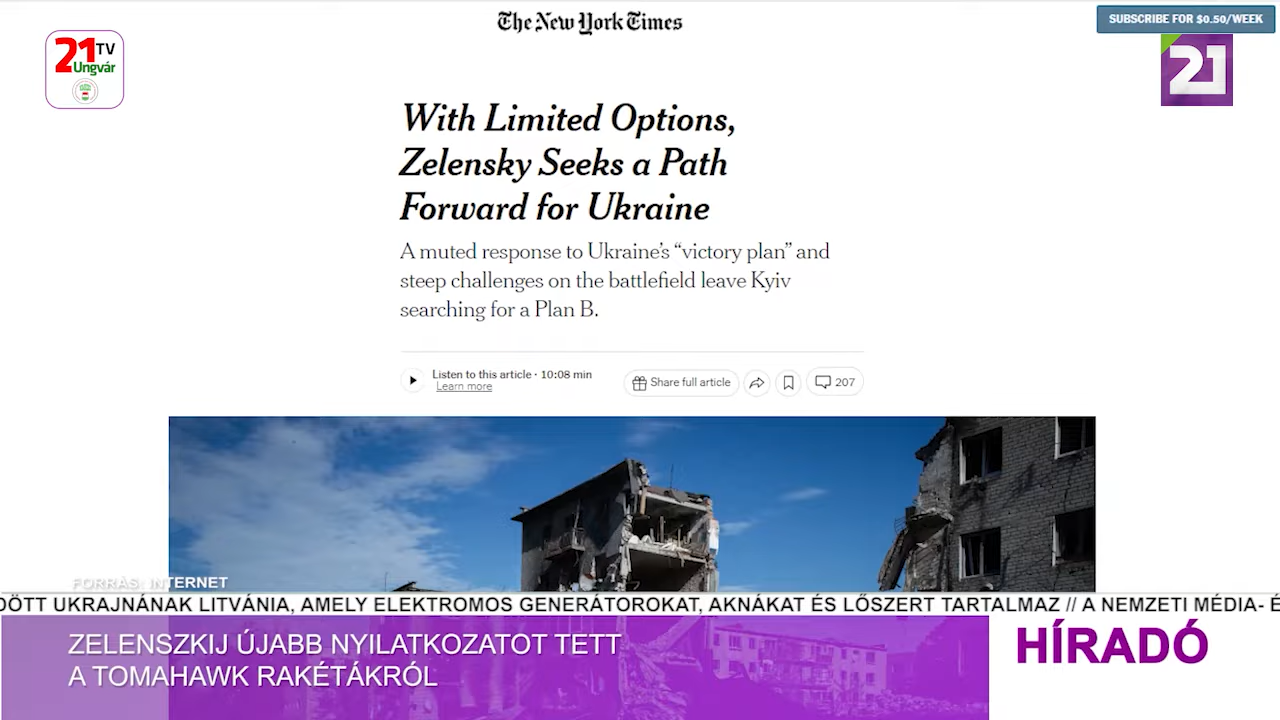 The New York Times
SUBSCRIBE FOR $0.50/WEEK
21 TV
Ungvár
21
With Limited Options,
Zelensky Seeks a Path
Forward for Ukraine
A muted response to Ukraine's “victory plan” and
steep challenges on the battlefield leave Kyiv
searching for a Plan B.
Listen to this article · 10:08 min
Learn more
Share full article
207
FORRÁS: INTERNET
DÖTT UKRAJNÁNAK LITVÁNIA, AMELY ELEKTROMOS GENERÁTOROKAT, AKNÁKAT ÉS LŐSZERT TARTALMAZ // A NEMZETI MÉDIA- É
ZELENSZKIJ ÚJABB NYILATKOZATOT TETT
A TOMAHAWK RAKÉTÁKRÓL
HÍRADÓ